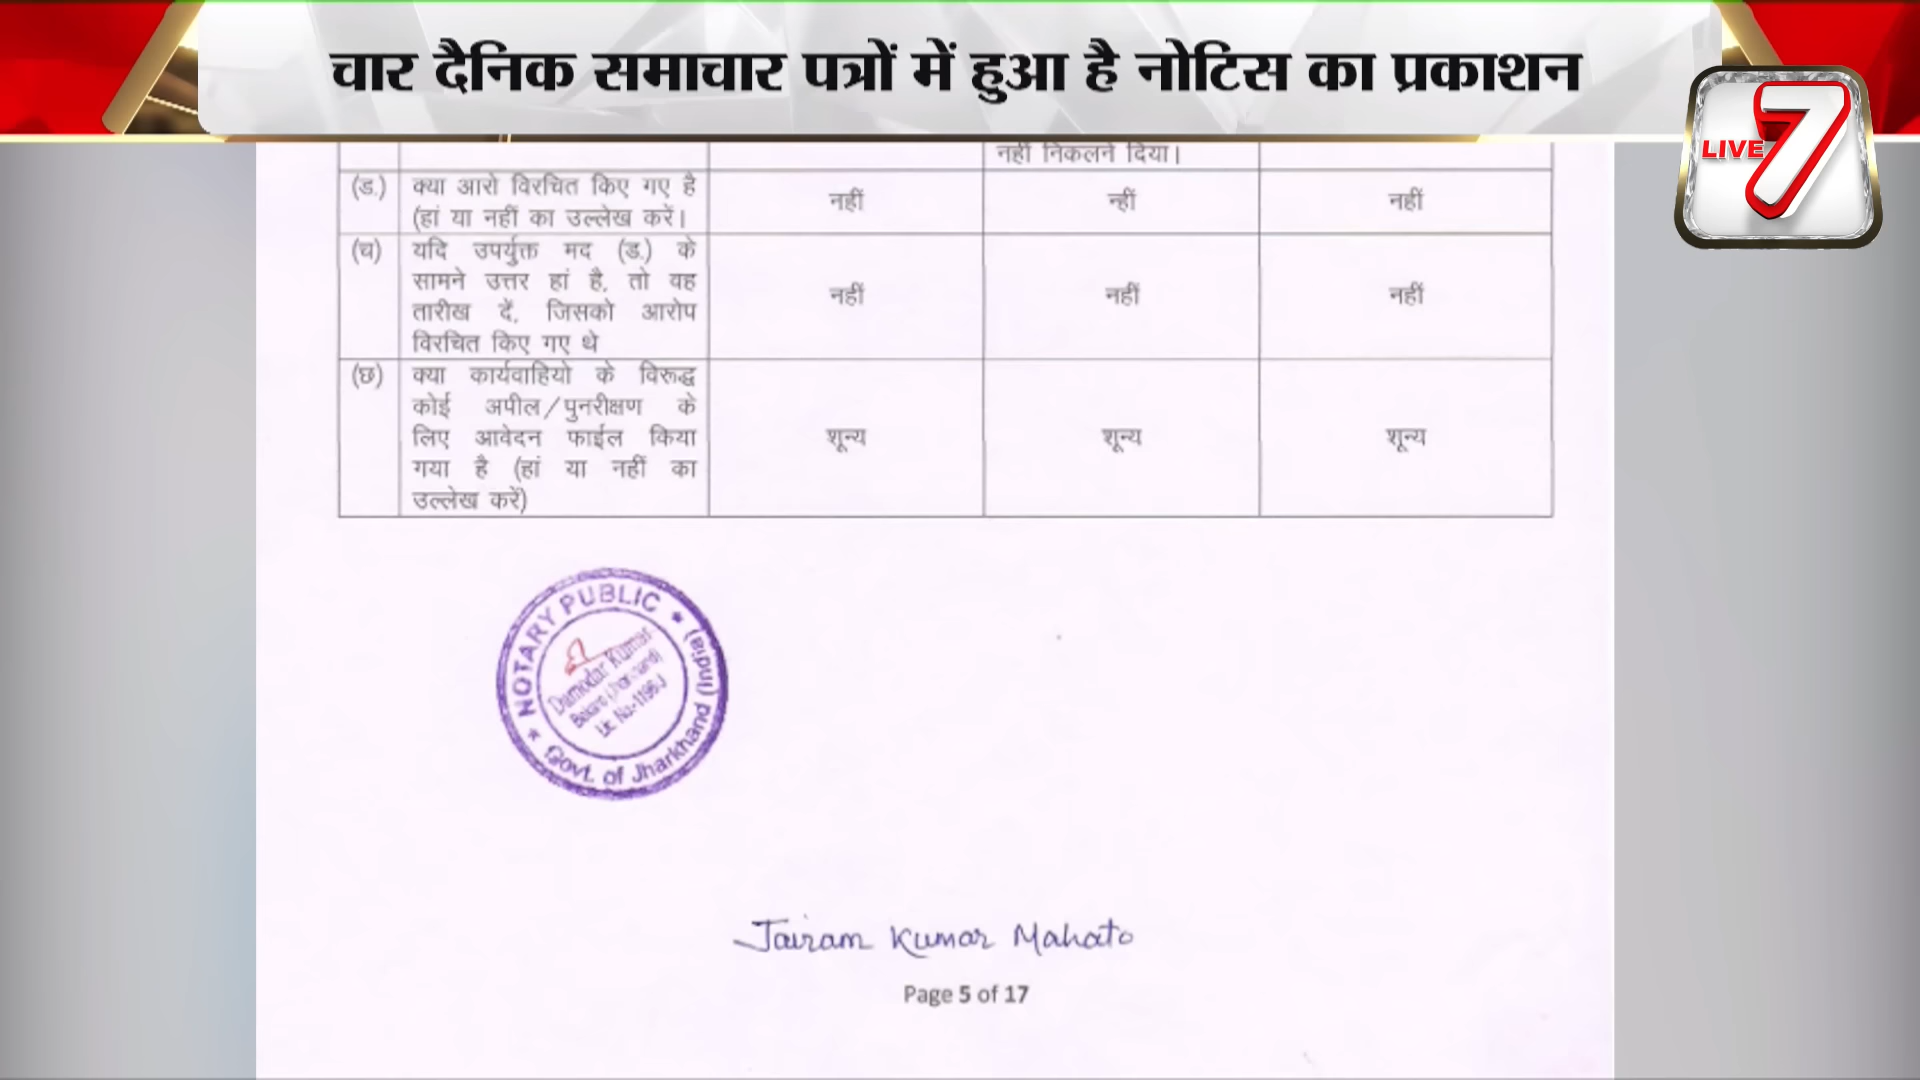 चार दैनिक समाचार पत्रों में हुआ है नोटिस का प्रकाशन
LIVE 7
नहीं निकलने दिया।
(ड.) क्या आरो विरचित किए गए है नहीं न्हीं नहीं
(हां या नहीं का उल्लेख करें।
(च) यदि उपर्युक्त मद (ड.) के
सामने उत्तर हां है, तो वह नहीं नहीं नहीं
तारीख दें, जिसको आरोप
विरचित किए गए थे
(छ) क्या कार्यवाहियो के विरूद्ध
कोई अपील/पुनरीक्षण के
लिए आवेदन फाईल किया शून्य शून्य शून्य
गया है (हां या नहीं का
उल्लेख करें)
NOTARY PUBLIC
Damodar Kumar
Govt. of Jharkhand (India)
Jairam Kumar Mahato
Page 5 of 17